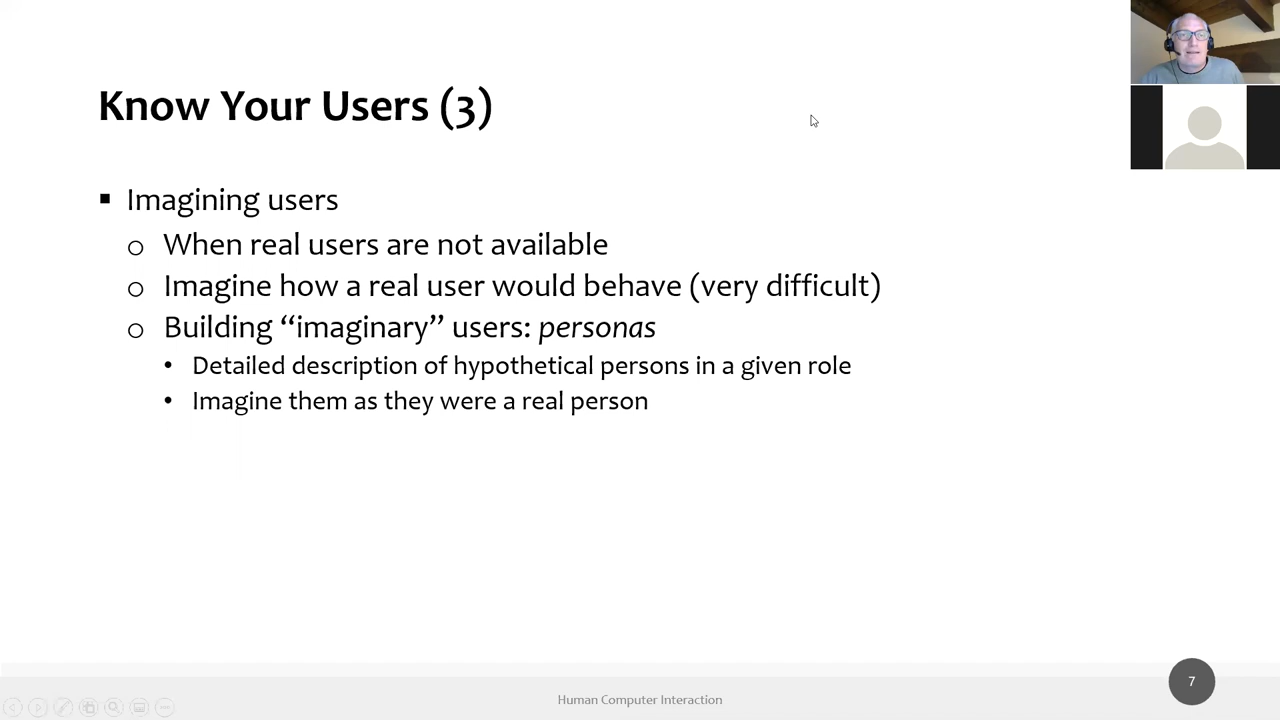 Know Your Users (3)
Imagining users
When real users are not available
Imagine how a real user would behave (very difficult)
Building “imaginary” users: personas
Detailed description of hypothetical persons in a given role
Imagine them as they were a real person
Human Computer Interaction
7